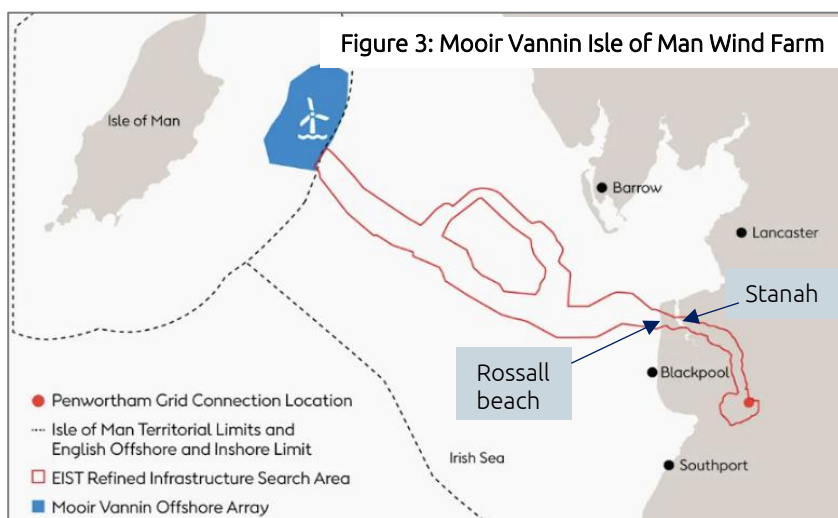 Figure 3: Mooir Vannin Isle of Man Wind Farm
Isle of Man
Barrow
Lancaster
Stanah
Rossall
beach
Blackpool
Penwortham Grid Connection Location
Isle of Man Territorial Limits and
English Offshore and Inshore Limit
Irish Sea
Southport
EIST Refined Infrastructure Search Area
Mooir Vannin Offshore Array